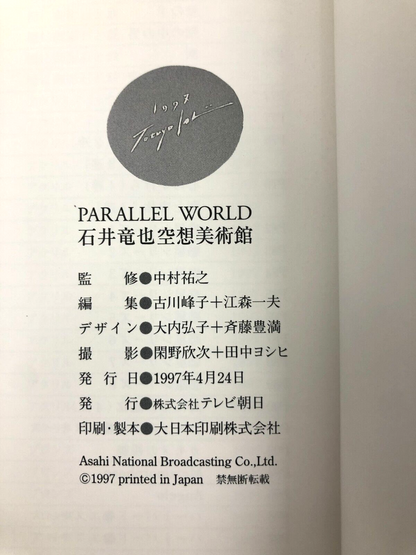 1997
PARALLEL WORLD
石井竜也空想美術館
監修●中村祐之
編集●古川峰子+江森一夫
デザイン●大内弘子+斉藤豊満
撮影●閑野欣次+田中ヨシヒ
発行日●1997年4月24日
発行●株式会社テレビ朝日
印刷・製本●大日本印刷株式会社
Asahi National Broadcasting Co.,Ltd.
©1997 printed in Japan 禁無断転載